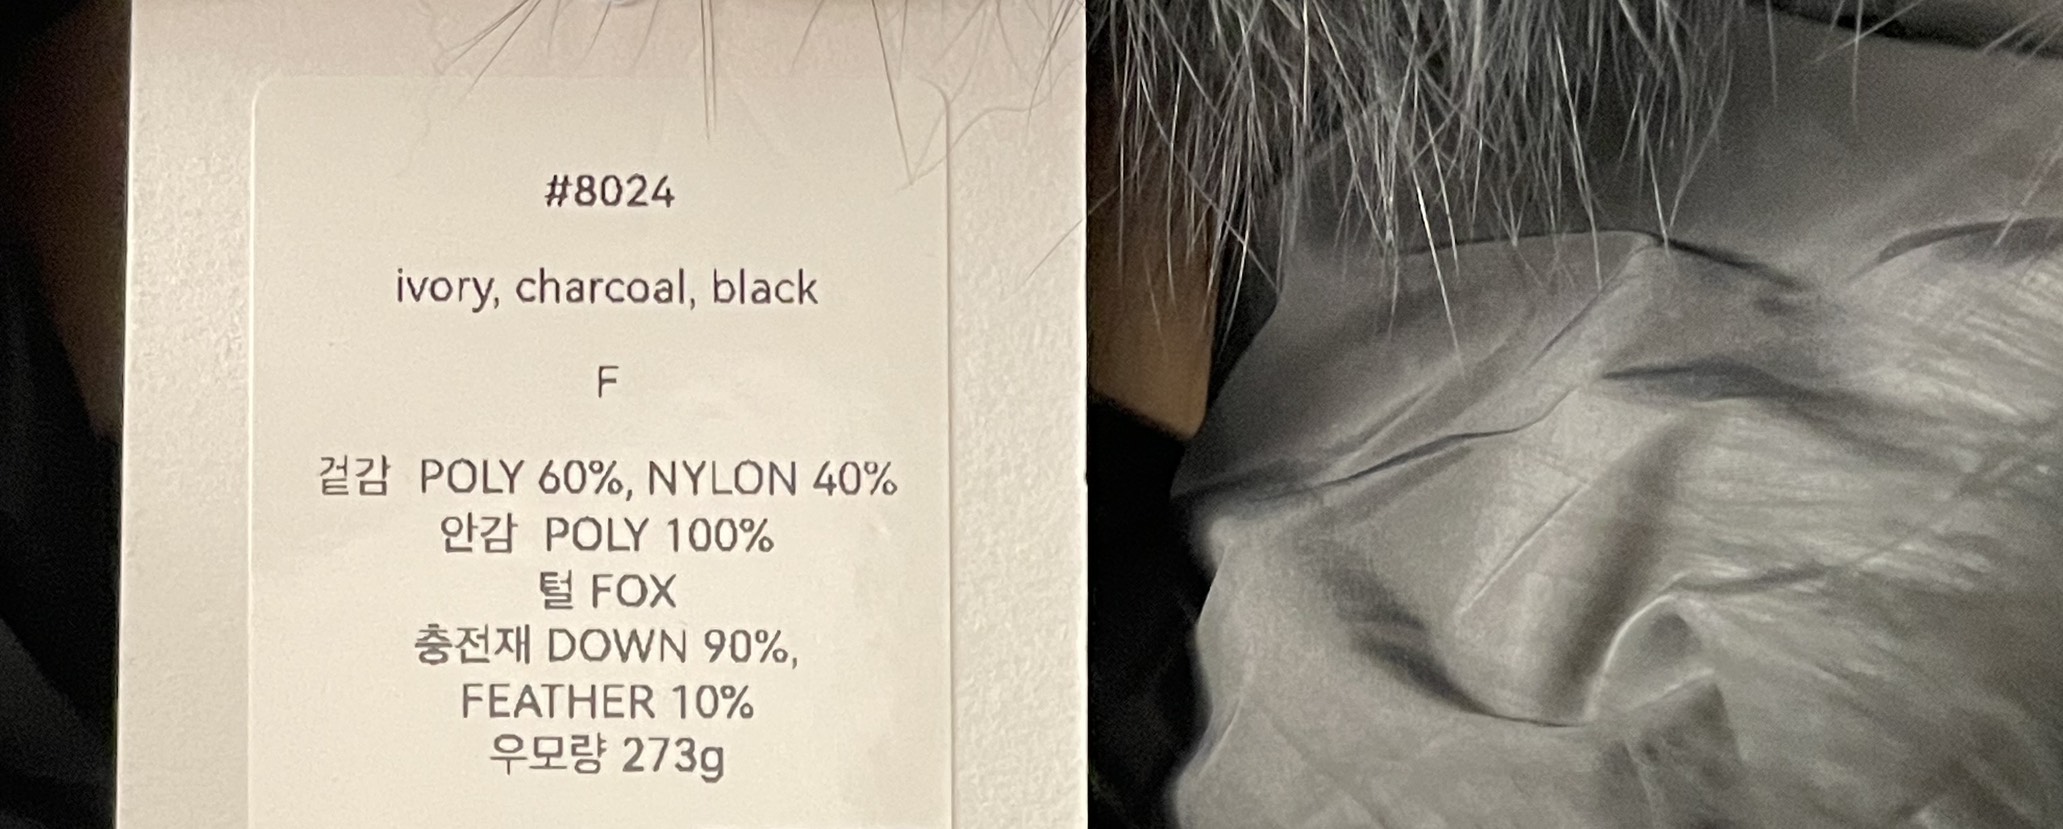 #8024
ivory, charcoal, black
F
겉감 POLY 60%, NYLON 40%
안감 POLY 100%
털 FOX
충전재 DOWN 90%,
FEATHER 10%
우모량 273g